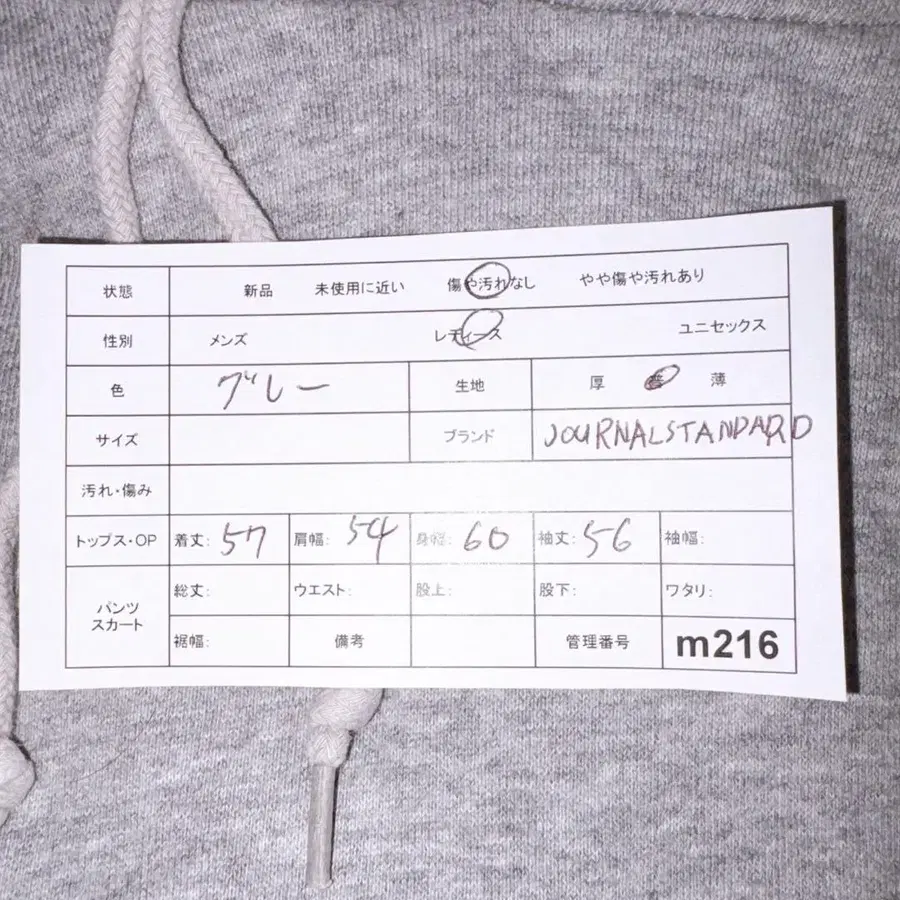 状態 新品 未使用に近い 傷や汚れなし やや傷や汚れあり
性別 メンズ レディース ユニセックス
色 グレー 生地 厚 普 薄
サイズ ブランド JOURNALSTANDARD
汚れ・傷み
トップス・OP 着丈: 57 肩幅: 54 身幅: 60 袖丈: 56 袖幅:
パンツ スカート 総丈: ウエスト: 股上: 股下: ワタリ:
裾幅: 備考 管理番号 m216